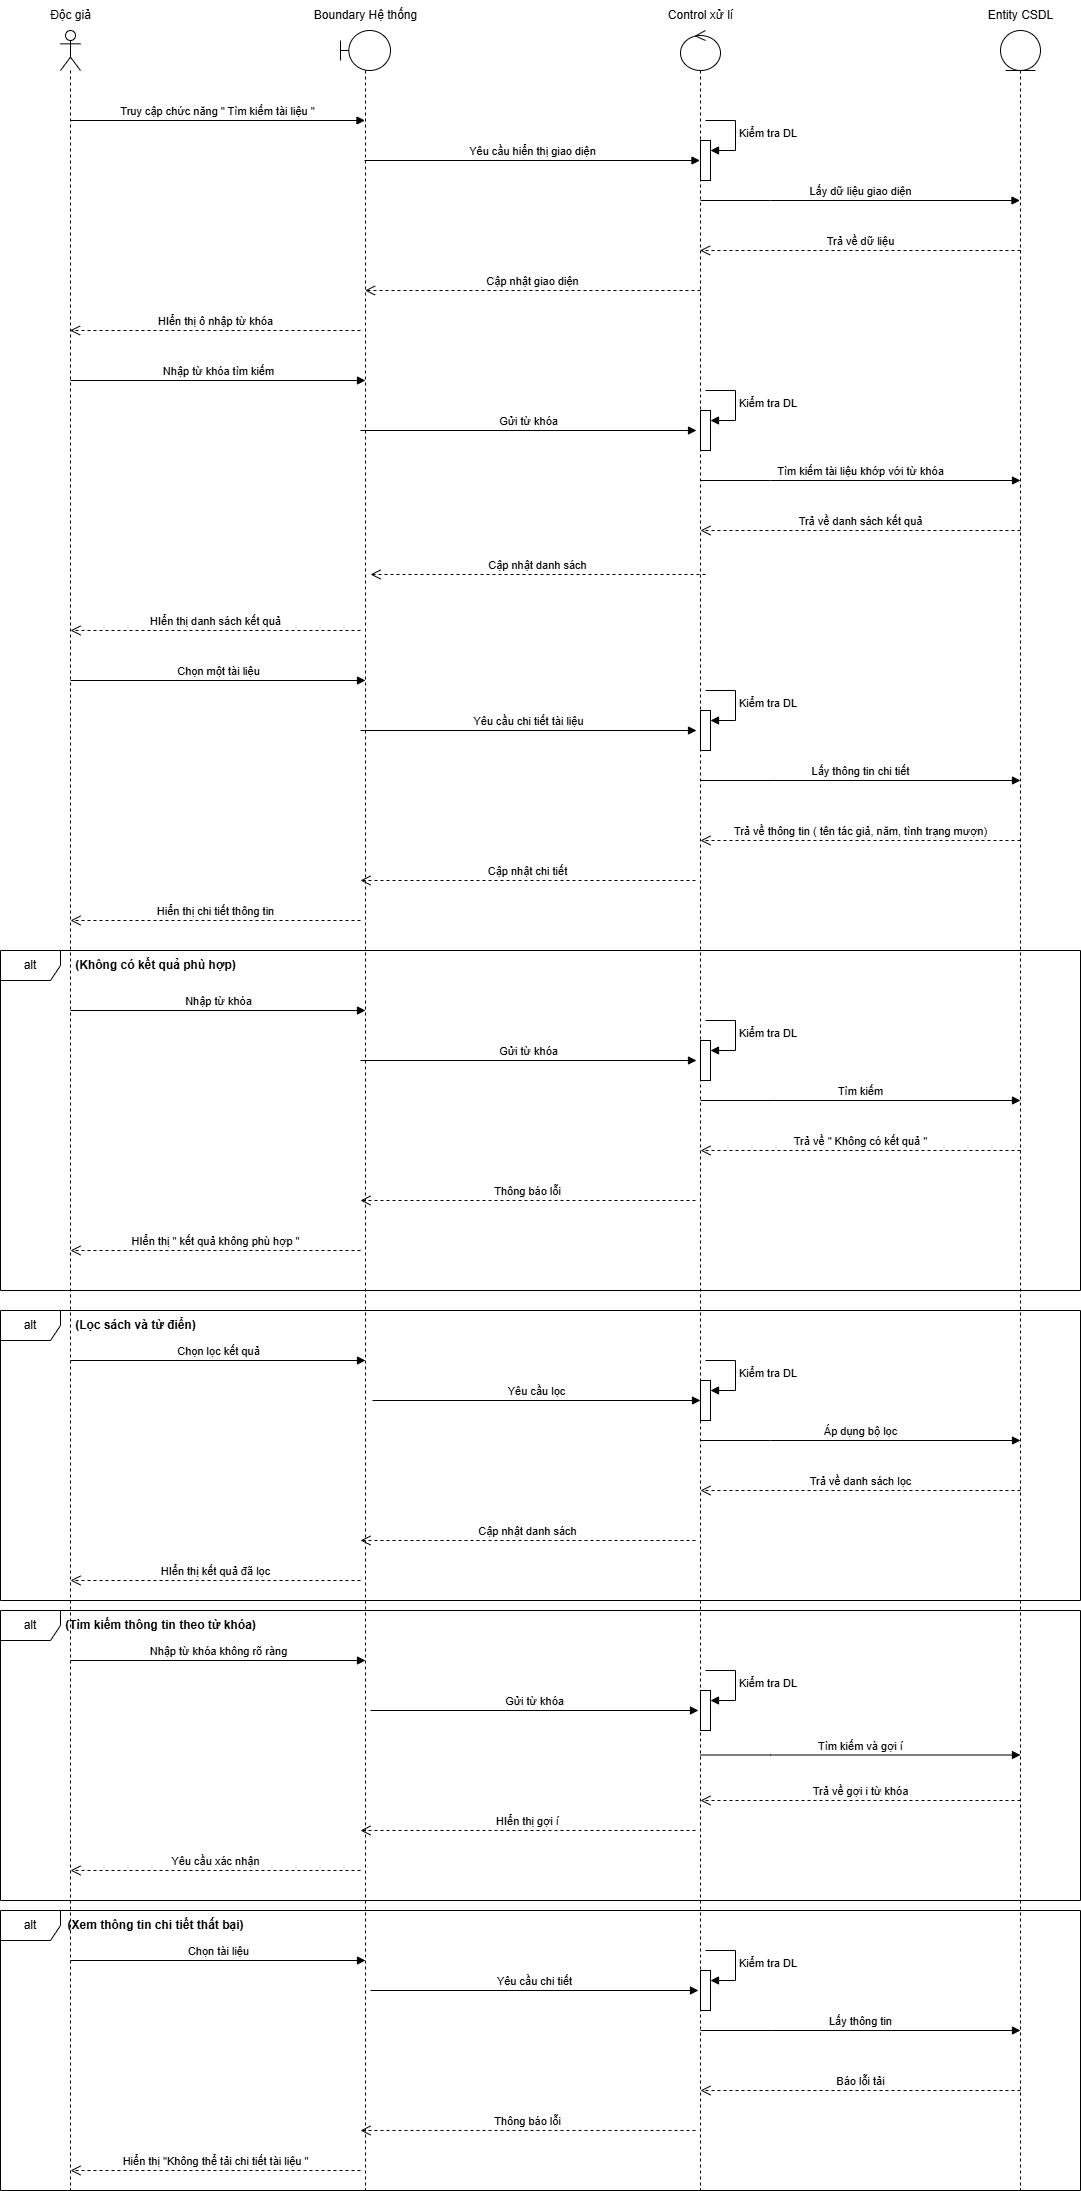 Độc giả
Boundary Hệ thống
Control xử lí
Entity CSDL
Truy cập chức năng " Tìm kiếm tài liệu "
Kiểm tra DL
Yêu cầu hiển thị giao diện
Lấy dữ liệu giao diện
Trả về dữ liệu
Cập nhật giao diện
HIển thị ô nhập từ khóa
Nhập từ khóa tìm kiếm
Kiểm tra DL
Gửi từ khóa
Tìm kiếm tài liệu khớp với từ khóa
Trả về danh sách kết quả
Cập nhật danh sách
HIển thị danh sách kết quả
Chọn một tài liệu
Kiểm tra DL
Yêu cầu chi tiết tài liệu
Lấy thông tin chi tiết
Trả về thông tin ( tên tác giả, năm, tình trạng mượn)
Cập nhật chi tiết
Hiển thị chi tiết thông tin
alt
(Không có kết quả phù hợp)
Nhập từ khóa
Kiểm tra DL
Gửi từ khóa
Tìm kiếm
Trả về " Không có kết quả "
Thông báo lỗi
HIển thị " kết quả không phù hợp "
alt
(Lọc sách và từ điển)
Chọn lọc kết quả
Kiểm tra DL
Yêu cầu lọc
Áp dụng bộ lọc
Trả về danh sách lọc
Cập nhật danh sách
HIển thị kết quả đã lọc
alt
(Tìm kiếm thông tin theo từ khóa)
Nhập từ khóa không rõ ràng
Kiểm tra DL
Gửi từ khóa
Tìm kiếm và gợi í
Trả về gợi i từ khóa
HIển thị gợi í
Yêu cầu xác nhận
alt
(Xem thông tin chi tiết thất bại)
Chọn tài liệu
Kiểm tra DL
Yêu cầu chi tiết
Lấy thông tin
Báo lỗi tải
Thông báo lỗi
Hiển thị "Không thể tải chi tiết tài liệu "